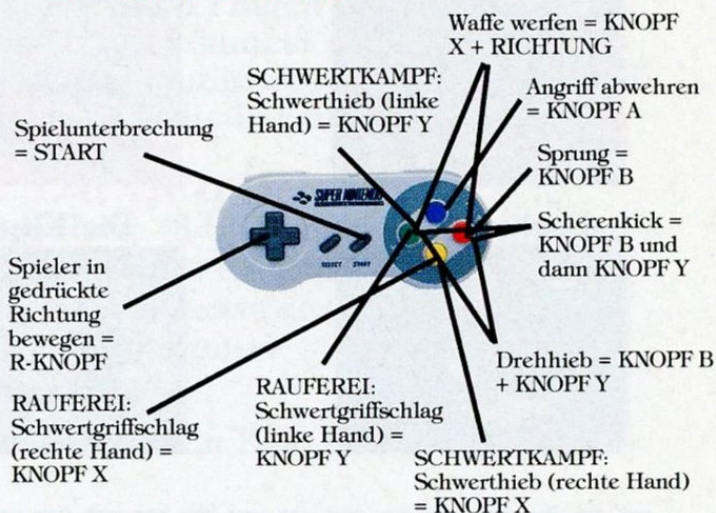 Waffe werfen = KNOPF
X + RICHTUNG
SCHWERTKAMPF:
Schwerthieb (linke
Hand) = KNOPF Y
Angriff abwehren
= KNOPF A
Spielunterbrechung
= START
Sprung =
KNOPF B
SUPER NINTENDO
SELECT START
Scherenkick =
KNOPF B und
dann KNOPF Y
Spieler in
gedrückte
Richtung
bewegen =
R-KNOPF
Drehhieb = KNOPF B
+ KNOPF Y
RAUFEREI:
Schwertgriffschlag
(rechte Hand) =
KNOPF X
RAUFEREI:
Schwertgriffschlag
(linke Hand) =
KNOPF Y
SCHWERTKAMPF:
Schwerthieb (rechte Hand)
= KNOPF X